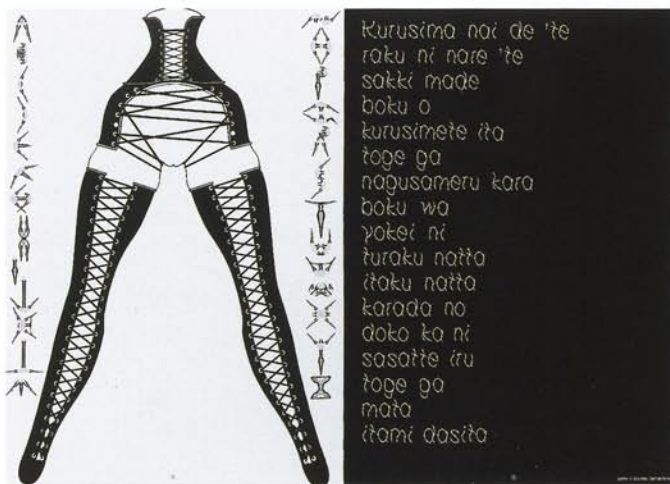 Kurusima nai de 'te
raku ni nare 'te
sakki made
boku o
kurusimete ita
toge ga
nagusameru kara
boku wa
yokei ni
turaku natta
itaku natta
karada no
doko ka ni
sasatte iru
toge ga
mata
itami dasita